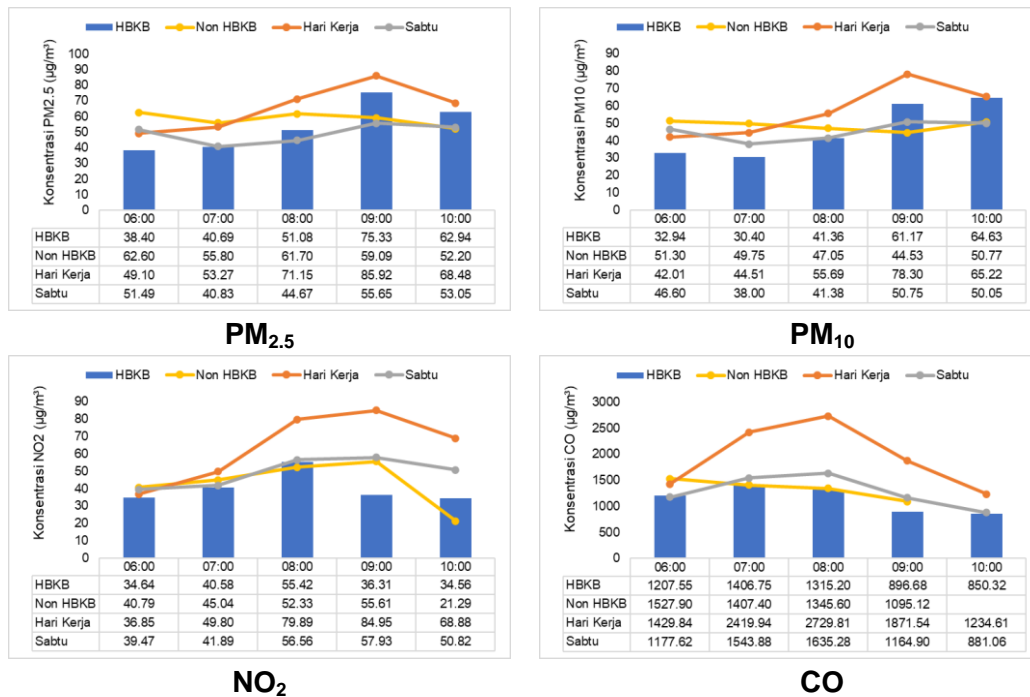 HBKB Non HBKB Hari Kerja Sabtu
Konsentrasi PM2.5 (µg/m³)
100
90
80
70
60
50
40
30
20
10
0
06:00 07:00 08:00 09:00 10:00
HBKB 38.40 40.69 51.08 75.33 62.94
Non HBKB 62.60 55.80 61.70 59.09 52.20
Hari Kerja 49.10 53.27 71.15 85.92 68.48
Sabtu 51.49 40.83 44.67 55.65 53.05
PM2.5
HBKB Non HBKB Hari Kerja Sabtu
Konsentrasi PM10 (µg/m³)
90
80
70
60
50
40
30
20
10
0
06:00 07:00 08:00 09:00 10:00
HBKB 32.94 30.40 41.36 61.17 64.63
Non HBKB 51.30 49.75 47.05 44.53 50.77
Hari Kerja 42.01 44.51 55.69 78.30 65.22
Sabtu 46.60 38.00 41.38 50.75 50.05
PM10
HBKB Non HBKB Hari Kerja Sabtu
Konsentrasi NO2 (µg/m³)
90
80
70
60
50
40
30
20
10
0
06:00 07:00 08:00 09:00 10:00
HBKB 34.64 40.58 55.42 36.31 34.56
Non HBKB 40.79 45.04 52.33 55.61 21.29
Hari Kerja 36.85 49.80 79.89 84.95 68.88
Sabtu 39.47 41.89 56.56 57.93 50.82
NO2
HBKB Non HBKB Hari Kerja Sabtu
Konsentrasi CO (µg/m³)
3000
2500
2000
1500
1000
500
0
06:00 07:00 08:00 09:00 10:00
HBKB 1207.55 1406.75 1315.20 896.68 850.32
Non HBKB 1527.90 1407.40 1345.60 1095.12
Hari Kerja 1429.84 2419.94 2729.81 1871.54 1234.61
Sabtu 1177.62 1543.88 1635.28 1164.90 881.06
CO